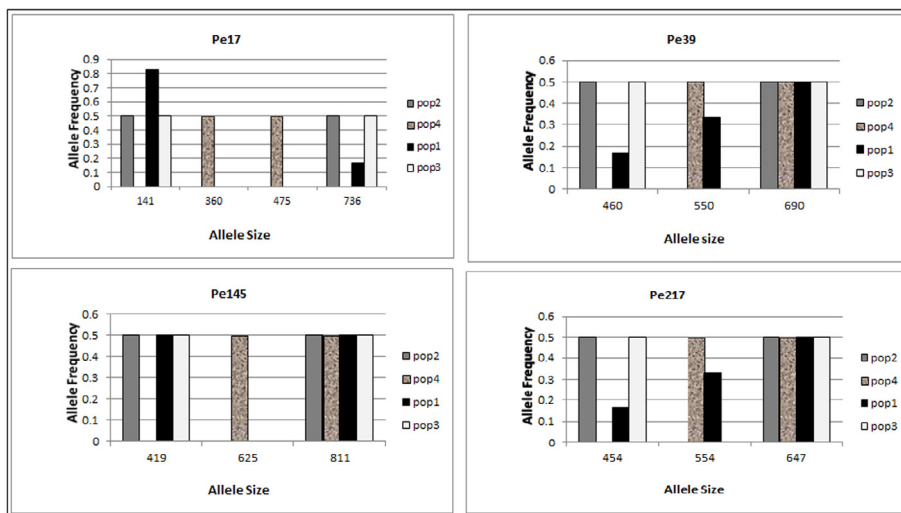 Pe17
Allele Frequency
0.9
0.8
0.7
0.6
0.5
0.4
0.3
0.2
0.1
0
141 360 475 736
Allele Size
pop2
pop4
pop1
pop3
Pe39
Allele Frequency
0.6
0.5
0.4
0.3
0.2
0.1
0
460 550 690
Allele size
pop2
pop4
pop1
pop3
Pe145
Allele Frequency
0.6
0.5
0.4
0.3
0.2
0.1
0
419 625 811
Allele Size
pop2
pop4
pop1
pop3
Pe217
Allele Frequency
0.6
0.5
0.4
0.3
0.2
0.1
0
454 554 647
Allele Size
pop2
pop4
pop1
pop3